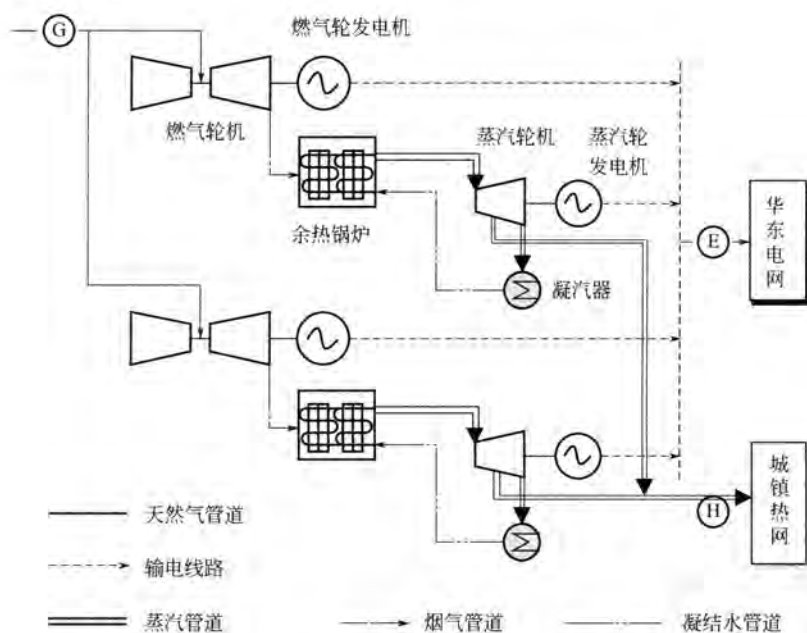 燃气轮发电机
G
燃气轮机
蒸汽轮机
蒸汽轮
发电机
余热锅炉
凝汽器
E
华东电网
H
城镇热网
天然气管道
输电线路
蒸汽管道
烟气管道
凝结水管道